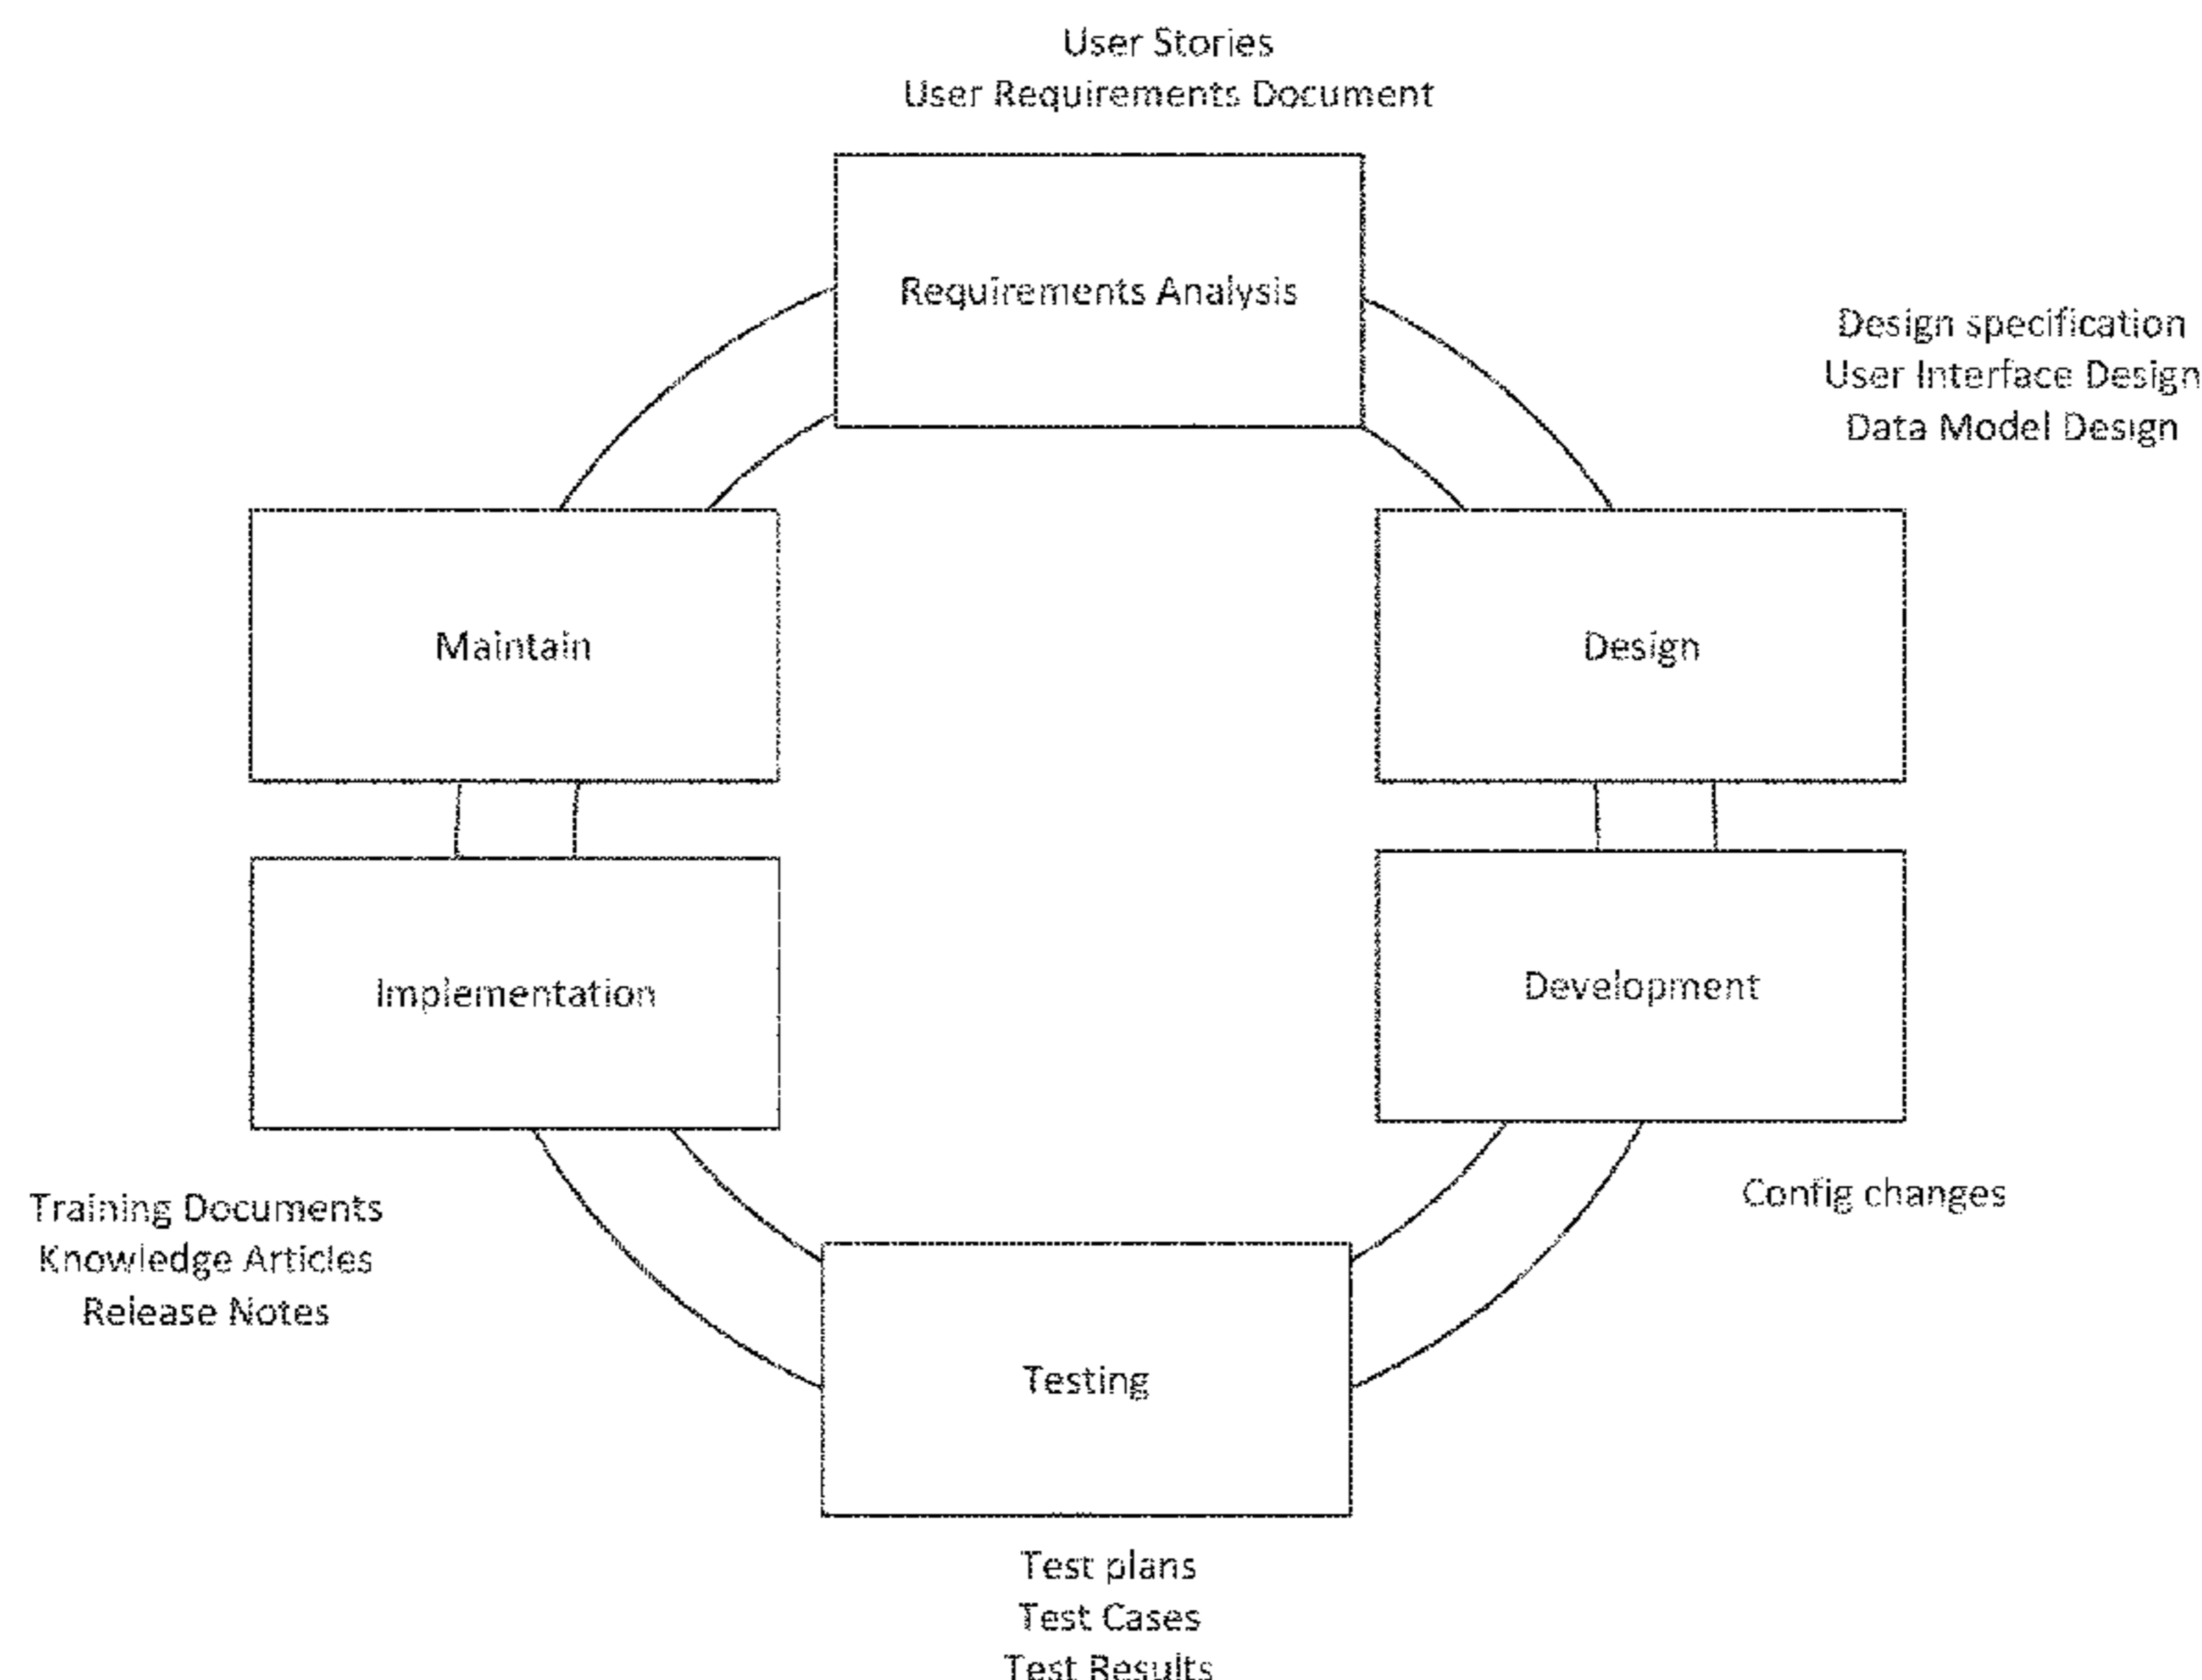 User Stories
User Requirements Document
Requirements Analysis
Design specification
User Interface Design
Data Model Design
Maintain
Design
Implementation
Development
Training Documents
Knowledge Articles
Release Notes
Config changes
Testing
Test plans
Test Cases
Test Results